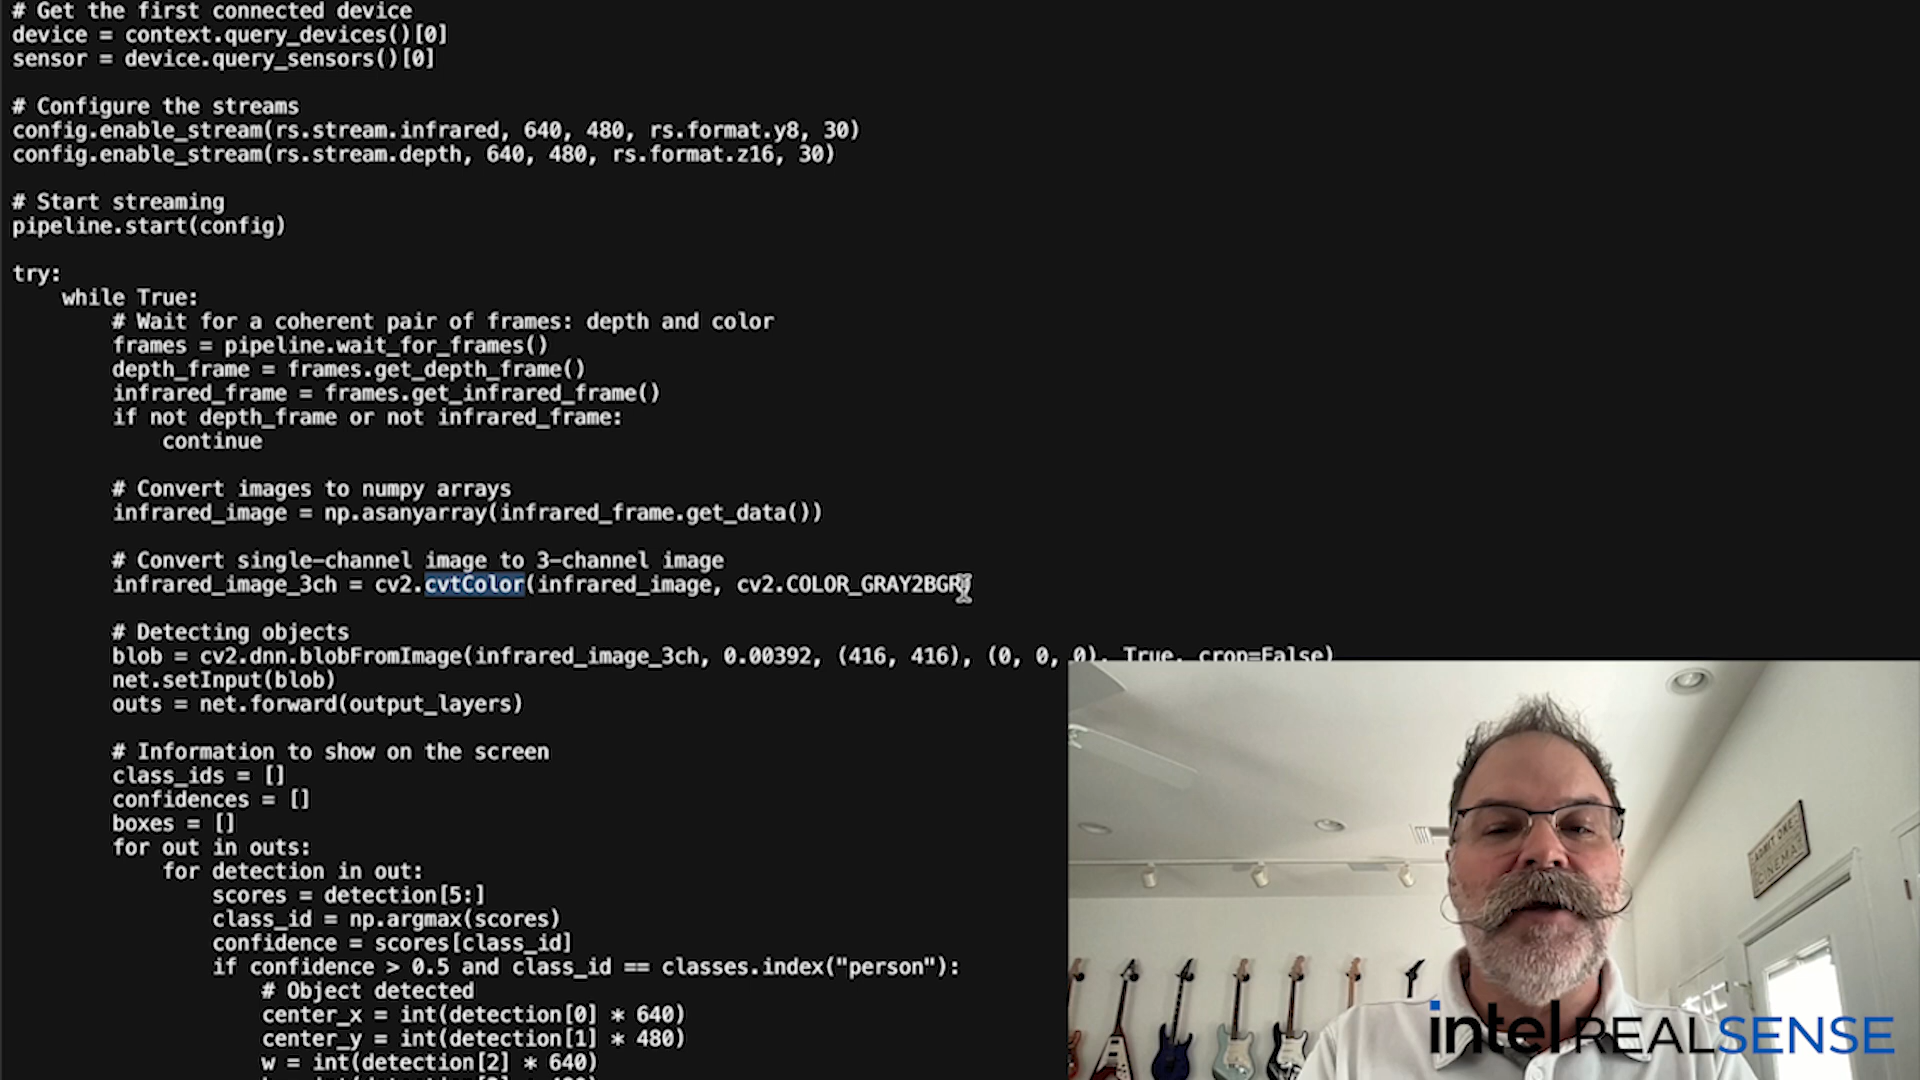 # Get the first connected device
device = context.query_devices()[0]
sensor = device.query_sensors()[0]
# Configure the streams
config.enable_stream(rs.stream.infrared, 640, 480, rs.format.y8, 30)
config.enable_stream(rs.stream.depth, 640, 480, rs.format.z16, 30)
# Start streaming
pipeline.start(config)
try:
while True:
# Wait for a coherent pair of frames: depth and color
frames = pipeline.wait_for_frames()
depth_frame = frames.get_depth_frame()
infrared_frame = frames.get_infrared_frame()
if not depth_frame or not infrared_frame:
continue
# Convert images to numpy arrays
infrared_image = np.asanyarray(infrared_frame.get_data())
# Convert single-channel image to 3-channel image
infrared_image_3ch = cv2.cvtColor(infrared_image, cv2.COLOR_GRAY2BGR)
# Detecting objects
blob = cv2.dnn.blobFromImage(infrared_image_3ch, 0.00392, (416, 416), (0, 0, 0), True, crop=False)
net.setInput(blob)
outs = net.forward(output_layers)
# Information to show on the screen
class_ids = []
confidences = []
boxes = []
for out in outs:
for detection in out:
scores = detection[5:]
class_id = np.argmax(scores)
confidence = scores[class_id]
if confidence > 0.5 and class_id == classes.index("person"):
# Object detected
center_x = int(detection[0] * 640)
center_y = int(detection[1] * 480)
w = int(detection[2] * 640)
ADMIT ONE
CINEMA
intel REALSENSE